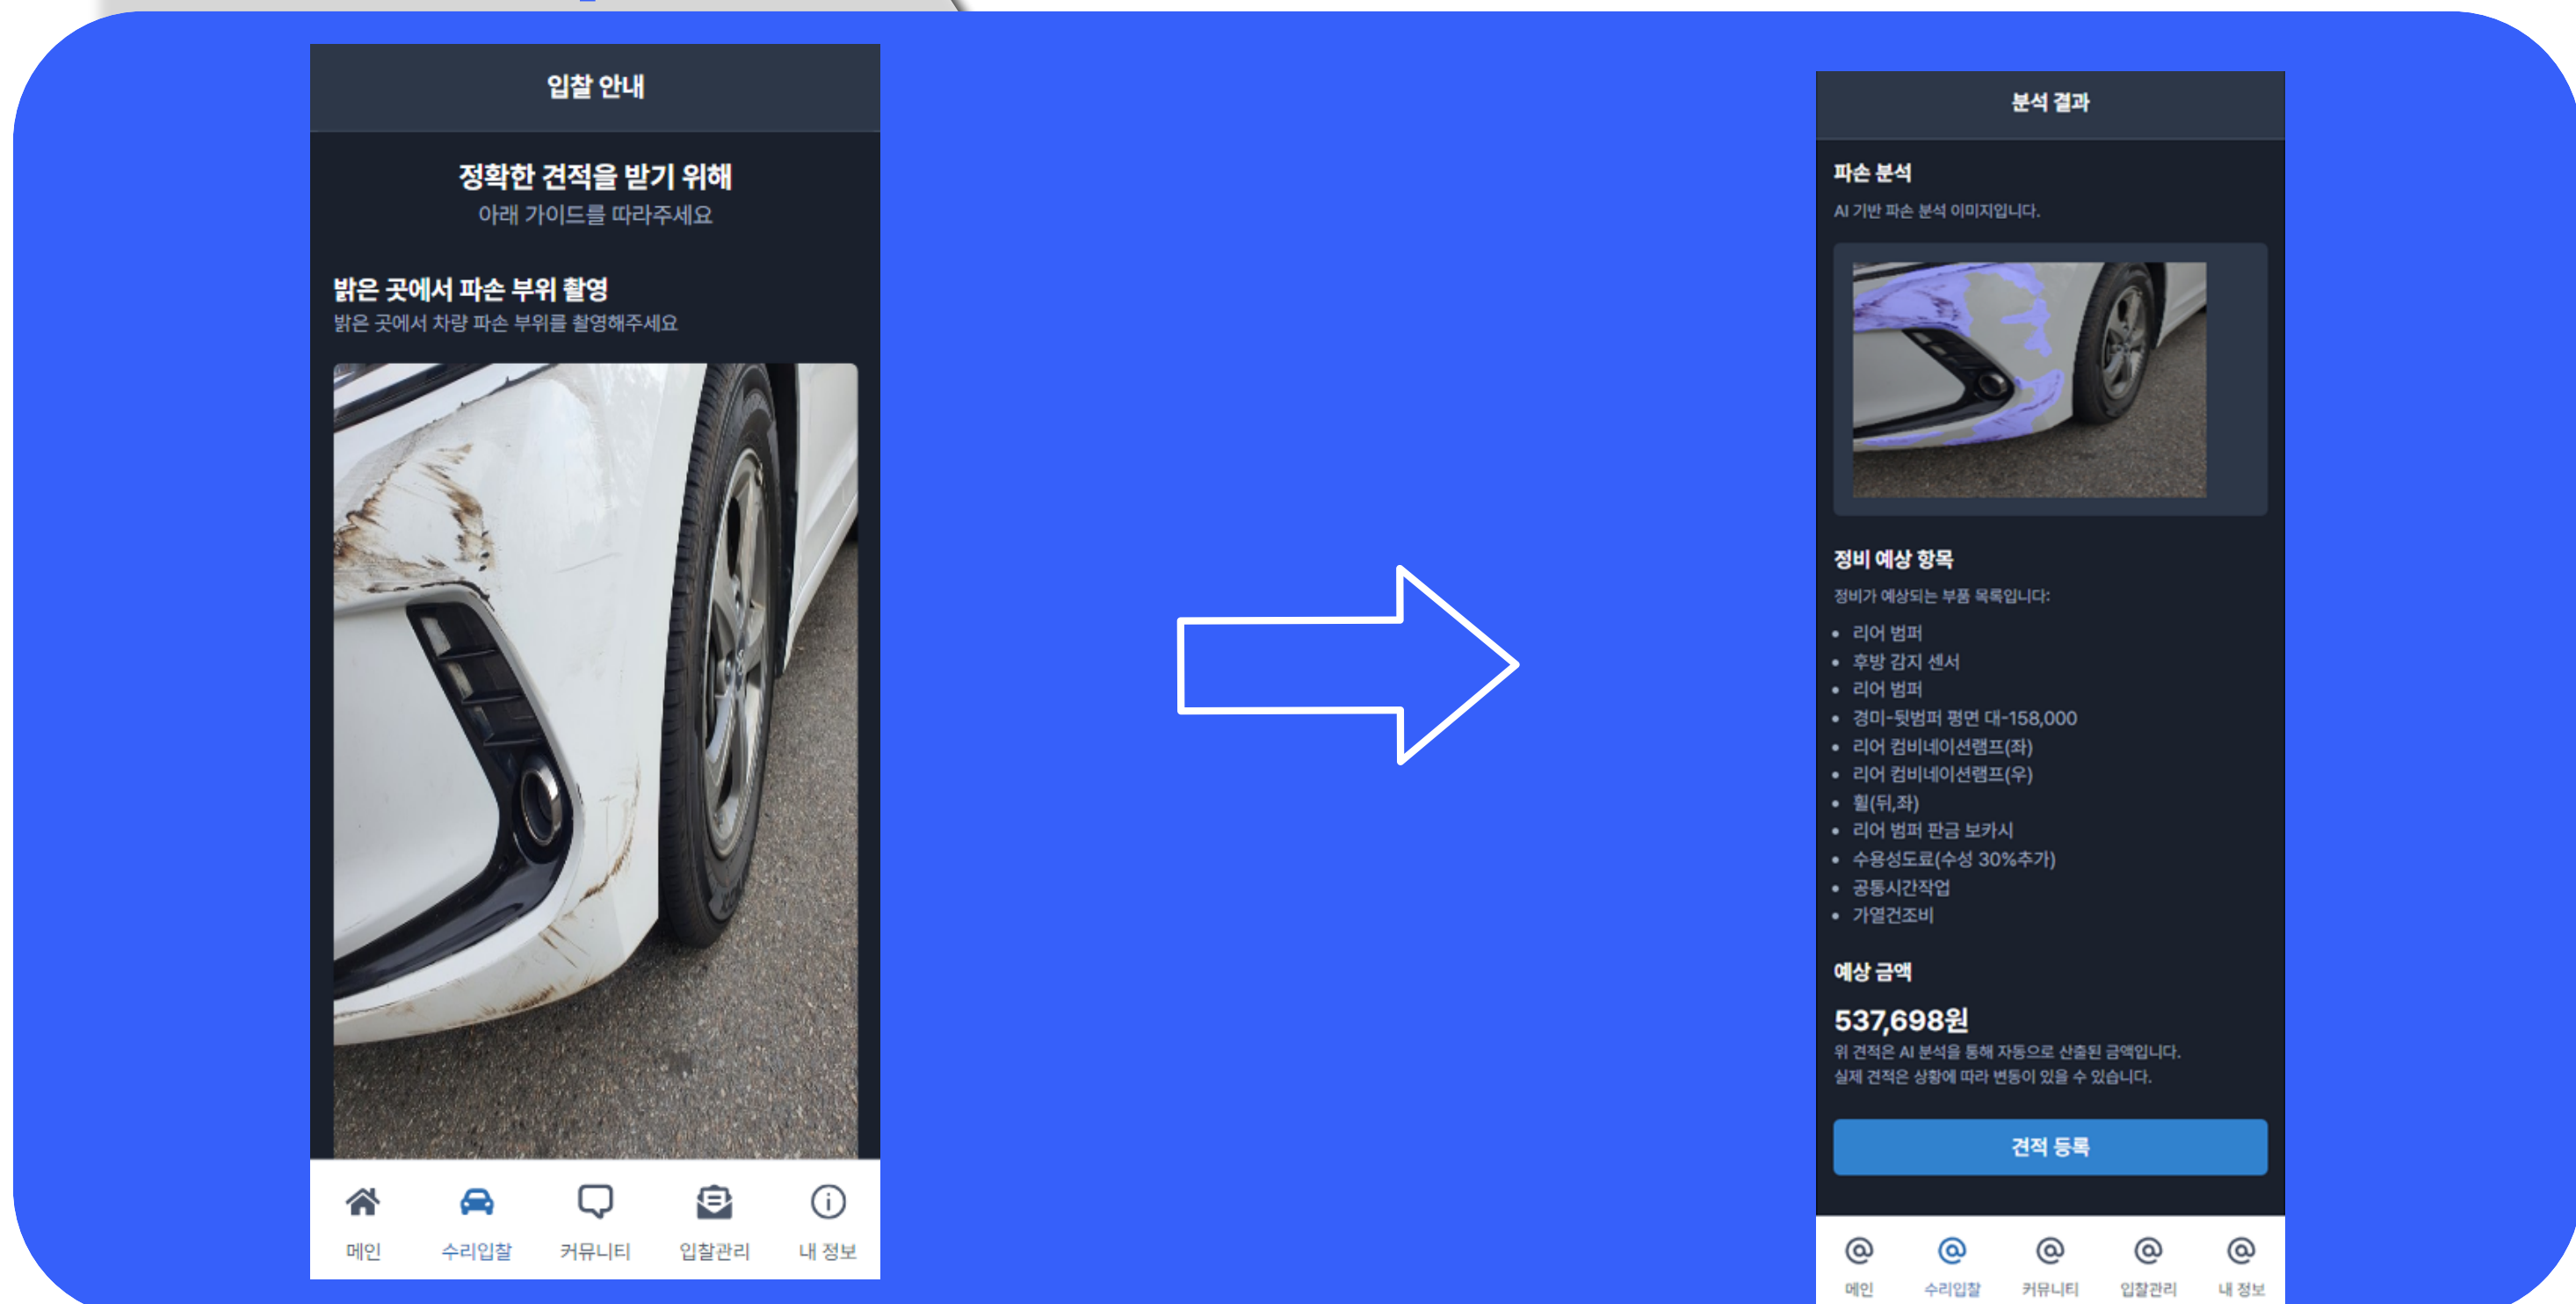 입찰 안내
정확한 견적을 받기 위해
아래 가이드를 따라주세요
밝은 곳에서 파손 부위 촬영
밝은 곳에서 차량 파손 부위를 촬영해주세요
메인
수리입찰
커뮤니티
입찰관리
내 정보
분석 결과
파손 분석
AI 기반 파손 분석 이미지입니다.
정비 예상 항목
정비가 예상되는 부품 목록입니다:
리어 범퍼
후방 감지 센서
리어 범퍼
경미-뒷범퍼 평면 대-158,000
리어 컴비네이션램프(좌)
리어 컴비네이션램프(우)
휠(뒤,좌)
리어 범퍼 판금 보카시
수용성도료(수성 30%추가)
공통시간작업
가열건조비
예상 금액
537,698원
위 견적은 AI 분석을 통해 자동으로 산출된 금액입니다.
실제 견적은 상황에 따라 변동이 있을 수 있습니다.
견적 등록
메인
수리입찰
커뮤니티
입찰관리
내 정보